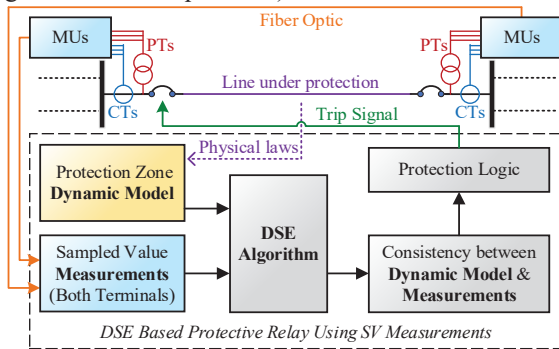 Fiber Optic
MUs
PTs
CTs
Line under protection
PTs
CTs
MUs
Trip Signal
Physical laws
Protection Zone
Dynamic Model
Sampled Value
Measurements
(Both Terminals)
DSE
Algorithm
Protection Logic
Consistency between
Dynamic Model &
Measurements
DSE Based Protective Relay Using SV Measurements